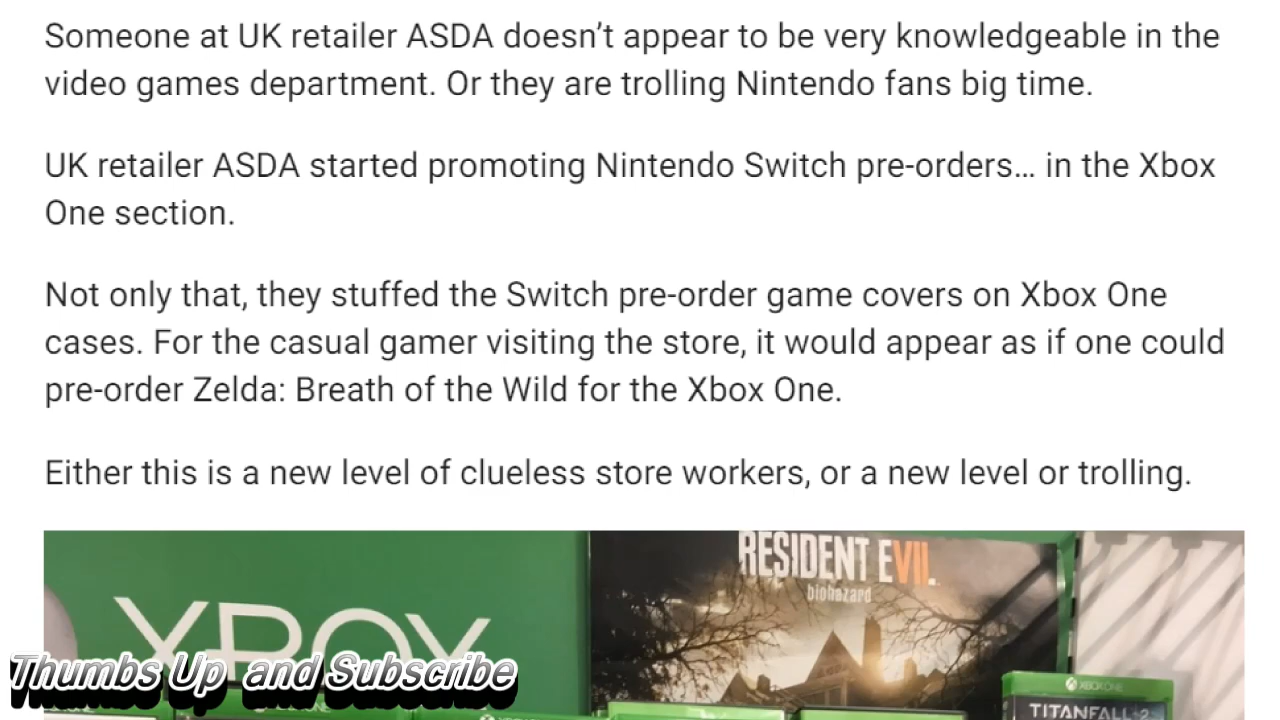 Someone at UK retailer ASDA doesn’t appear to be very knowledgeable in the
video games department. Or they are trolling Nintendo fans big time.
UK retailer ASDA started promoting Nintendo Switch pre-orders… in the Xbox
One section.
Not only that, they stuffed the Switch pre-order game covers on Xbox One
cases. For the casual gamer visiting the store, it would appear as if one could
pre-order Zelda: Breath of the Wild for the Xbox One.
Either this is a new level of clueless store workers, or a new level or trolling.
RESIDENT EVII.
biohazard
XBOX
Thumbs Up and Subscribe
XBOX ONE
TITANFALL 2